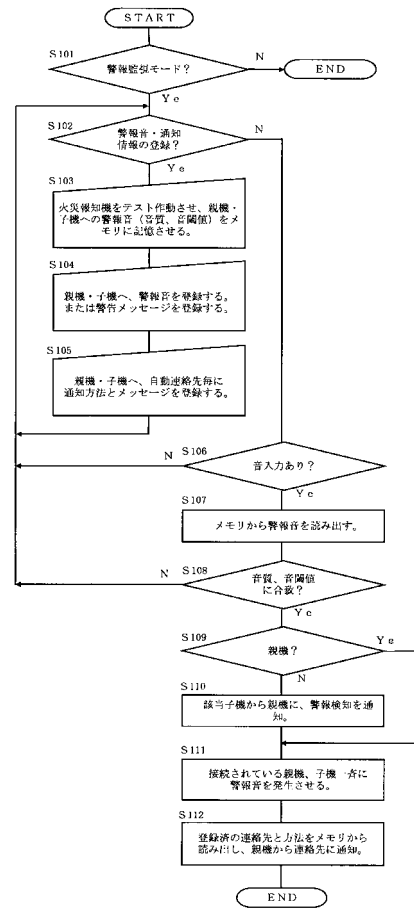 START
S101
警報監視モード？
N
END
Ye
S102
警報音・通知
情報の登録？
N
Ye
S103
火災報知機をテスト作動させ、親機・
子機への警報音（音質、音閾値）をメ
モリに記憶させる。
S104
親機・子機へ、警報音を登録する。
または警告メッセージを登録する。
S105
親機・子機へ、自動連絡先毎に
通知方法とメッセージを登録する。
S106
N
音入力あり？
Ye
S107
メモリから警報音を読み出す。
S108
N
音質、音閾値
に合致？
Ye
S109
親機？
Ye
N
S110
該当子機から親機に、警報検知を通
知。
S111
接続されている親機、子機一斉に
警報音を発生させる。
S112
登録済の連絡先と方法をメモリから
読み出し、親機から連絡先に通知。
END